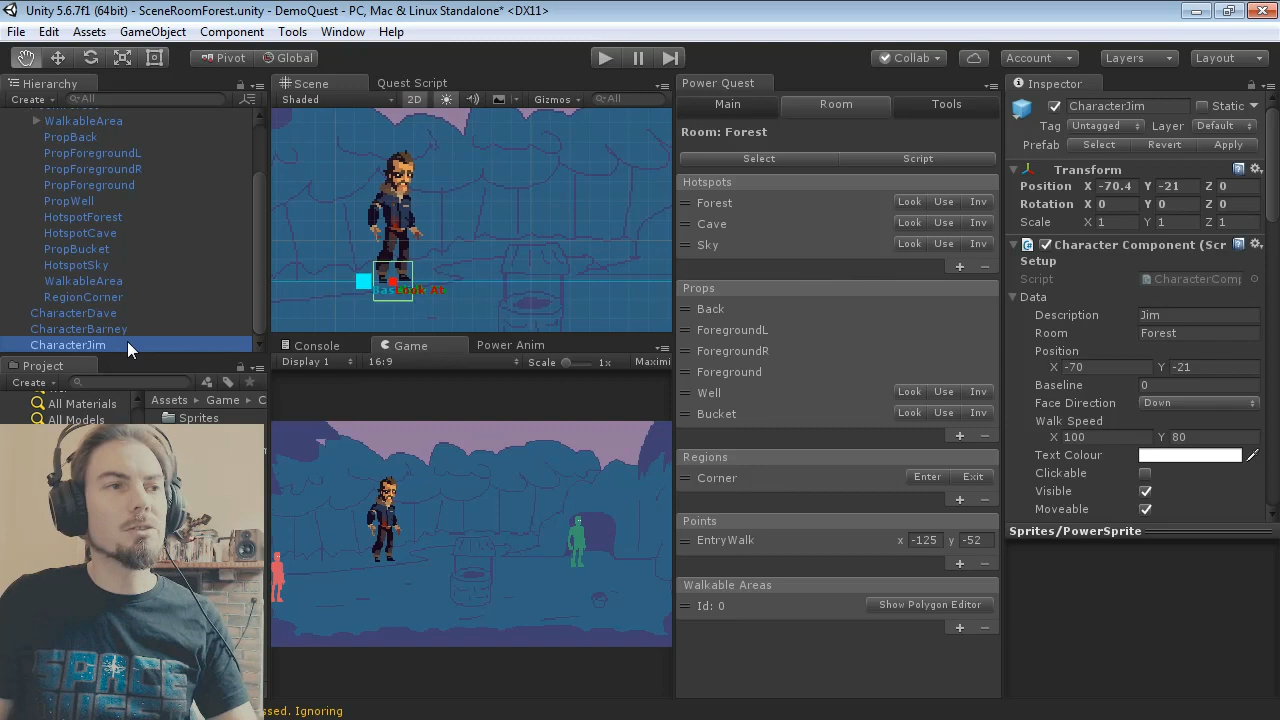 Unity 5.6.7f1 (64bit) - SceneRoomForest.unity - DemoQuest - PC, Mac & Linux Standalone* <DX11>
File Edit Assets GameObject Component Tools Window Help
Pivot Global Collab Account Layers Layout
Hierarchy
Create All
WalkableArea
PropBack
PropForegroundL
PropForegroundR
PropForeground
PropWell
HotspotForest
HotspotCave
PropBucket
HotspotSky
WalkableArea
RegionCorner
CharacterDave
CharacterBarney
CharacterJim
Project
Create
All Materials
All Models
Assets Game C
Sprites
Scene Quest Script
Shaded 2D Gizmos All
Look At
Console Game Power Anim
Display 1 16:9 Scale 1x Maximi
Power Quest
Main Room Tools
Room: Forest
Select Script
Hotspots
Forest Look Use Inv
Cave Look Use Inv
Sky Look Use Inv
+ −
Props
Back
ForegroundL
ForegroundR
Foreground
Well Look Use Inv
Bucket Look Use Inv
+ −
Regions
Corner Enter Exit
+ −
Points
EntryWalk x -125 y -52
+ −
Walkable Areas
Id: 0 Show Polygon Editor
+ −
Inspector
CharacterJim Static
Tag Untagged Layer Default
Prefab Select Revert Apply
Transform
Position X -70.4 Y -21 Z 0
Rotation X 0 Y 0 Z 0
Scale X 1 Y 1 Z 1
Character Component (Scr
Setup
Script CharacterComp
Data
Description Jim
Room Forest
Position
X -70 Y -21
Baseline 0
Face Direction Down
Walk Speed
X 100 Y 80
Text Colour
Clickable
Visible
Moveable
Sprites/PowerSprite
SPACE
ssed. Ignoring